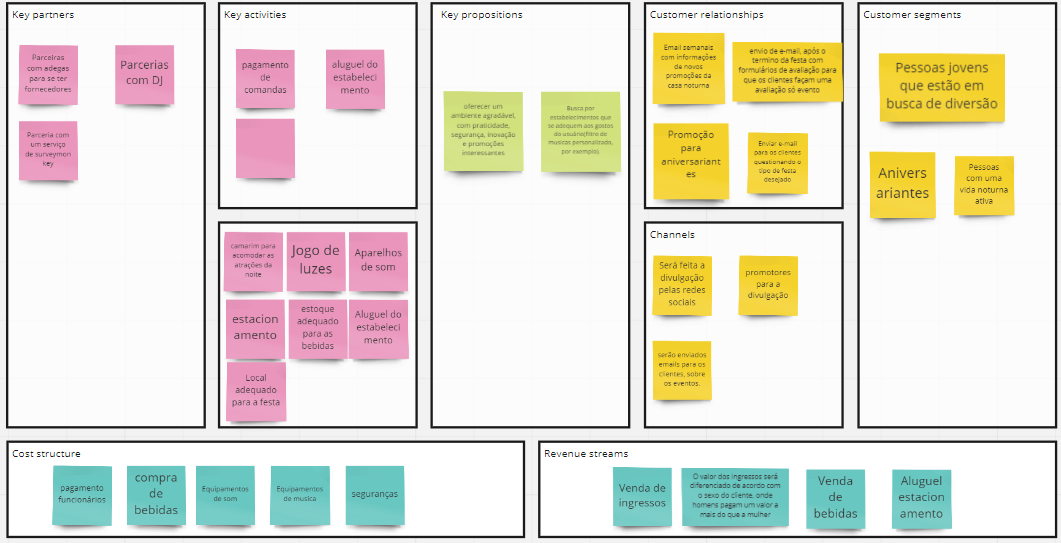 Key partners
Parceiras
com adegas
para se ter
fornecedores
Parcerias
com DJ
Parceria com
um serviço
de surveymon
key
Key activities
pagamento
de
comandas
aluguel do
estabeleci
mento
camarim para
acomodar as
atrações da
noite
Jogo de
luzes
Aparelhos
de som
estacion
amento
estoque
adequado
para as
bebidas
Aluguel do
estabeleci
mento
Local
adequado
para a festa
Key propositions
oferecer um
ambiente agradável,
com praticidade,
segurança, inovação
e promoções
interessantes
Busca por
estabelecimentos que
se adequem aos gostos
do usuário(filtro de
musicas personalizado,
por exemplo)
Customer relationships
Email semanais
com informações
de novos
promoções da
casa noturna
envio de e-mail, após o
termino da festa com
formulários de avaliação para
que os clientes façam uma
avaliação só evento
Promoção
para
aniversariant
es
Enviar e-mail
para os clientes
questionando o
tipo de festa
desejado
Channels
Será feita a
divulgação
pelas redes
sociais
promotores
para a
divulgação
serão enviados
emails para os
clientes, sobre
os eventos.
Customer segments
Pessoas jovens
que estão em
busca de diversão
Anivers
ariantes
Pessoas
com uma
vida noturna
ativa
Cost structure
pagamento
funcionários
compra
de
bebidas
Equipamentos
de som
Equipamentos
de musica
seguranças
Revenue streams
Venda de
ingressos
O valor dos ingressos será
diferenciado de acordo com
o sexo do cliente, onde
homens pagam um valor a
mais do que a mulher
Venda
de
bebidas
Aluguel
estacion
amento